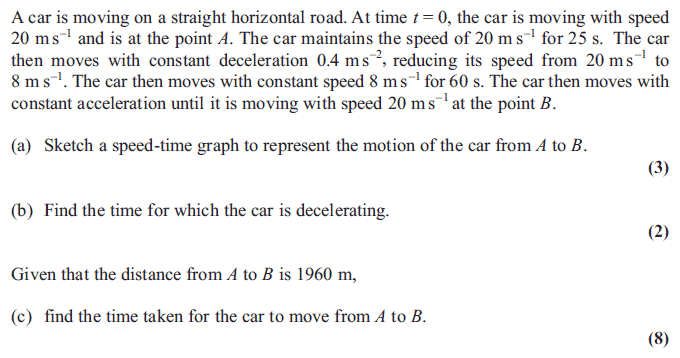 A car is moving on a straight horizontal road. At time t = 0, the car is moving with speed
20 m s⁻¹ and is at the point A. The car maintains the speed of 20 m s⁻¹ for 25 s. The car
then moves with constant deceleration 0.4 m s⁻², reducing its speed from 20 m s⁻¹ to
8 m s⁻¹. The car then moves with constant speed 8 m s⁻¹ for 60 s. The car then moves with
constant acceleration until it is moving with speed 20 m s⁻¹ at the point B.
(a) Sketch a speed-time graph to represent the motion of the car from A to B.
(3)
(b) Find the time for which the car is decelerating.
(2)
Given that the distance from A to B is 1960 m,
(c) find the time taken for the car to move from A to B.
(8)